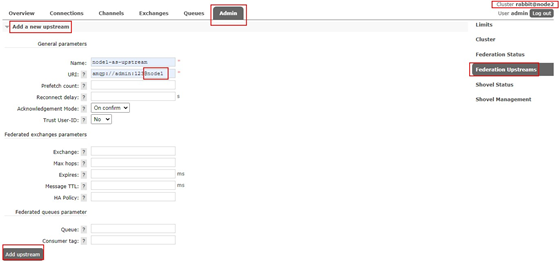 Cluster rabbit@node2
Overview Connections Channels Exchanges Queues Admin
User admin Log out
Add a new upstream
Limits
General parameters
Cluster
Name: node1-as-upstream *
Federation Status
URI: ? amqp://admin:123@node1 *
Federation Upstreams
Prefetch count: ?
Shovel Status
Reconnect delay: ? s
Shovel Management
Acknowledgement Mode: ? On confirm
Trust User-ID: ? No
Federated exchanges parameters
Exchange: ?
Max hops: ?
Expires: ? ms
Message TTL: ? ms
HA Policy: ?
Federated queues parameter
Queue: ?
Consumer tag: ?
Add upstream